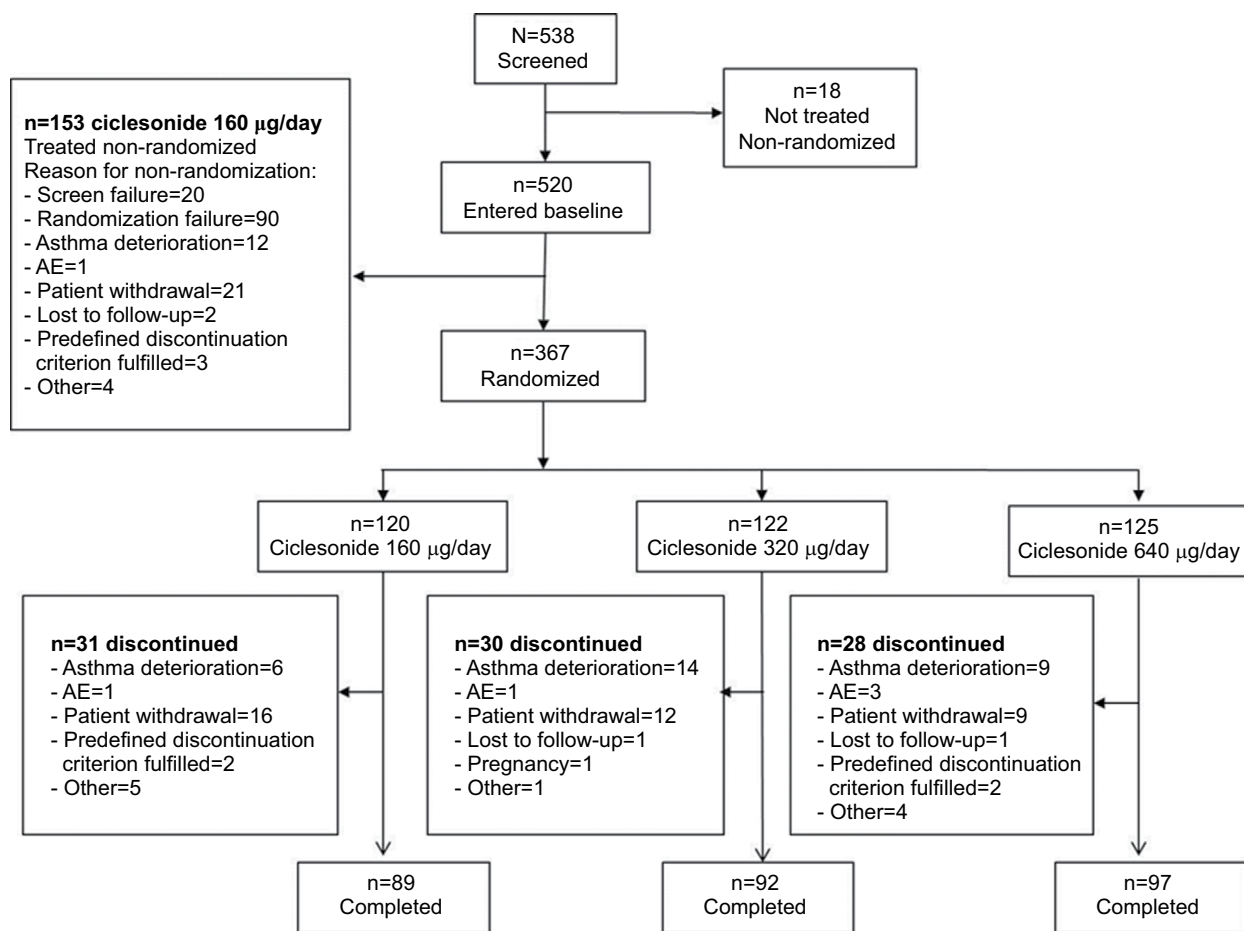 N=538
Screened
n=18
Not treated
Non-randomized
n=153 ciclesonide 160 µg/day
Treated non-randomized
Reason for non-randomization:
- Screen failure=20
- Randomization failure=90
- Asthma deterioration=12
- AE=1
- Patient withdrawal=21
- Lost to follow-up=2
- Predefined discontinuation
criterion fulfilled=3
- Other=4
n=520
Entered baseline
n=367
Randomized
n=120
Ciclesonide 160 µg/day
n=122
Ciclesonide 320 µg/day
n=125
Ciclesonide 640 µg/day
n=31 discontinued
- Asthma deterioration=6
- AE=1
- Patient withdrawal=16
- Predefined discontinuation
criterion fulfilled=2
- Other=5
n=30 discontinued
- Asthma deterioration=14
- AE=1
- Patient withdrawal=12
- Lost to follow-up=1
- Pregnancy=1
- Other=1
n=28 discontinued
- Asthma deterioration=9
- AE=3
- Patient withdrawal=9
- Lost to follow-up=1
- Predefined discontinuation
criterion fulfilled=2
- Other=4
n=89
Completed
n=92
Completed
n=97
Completed